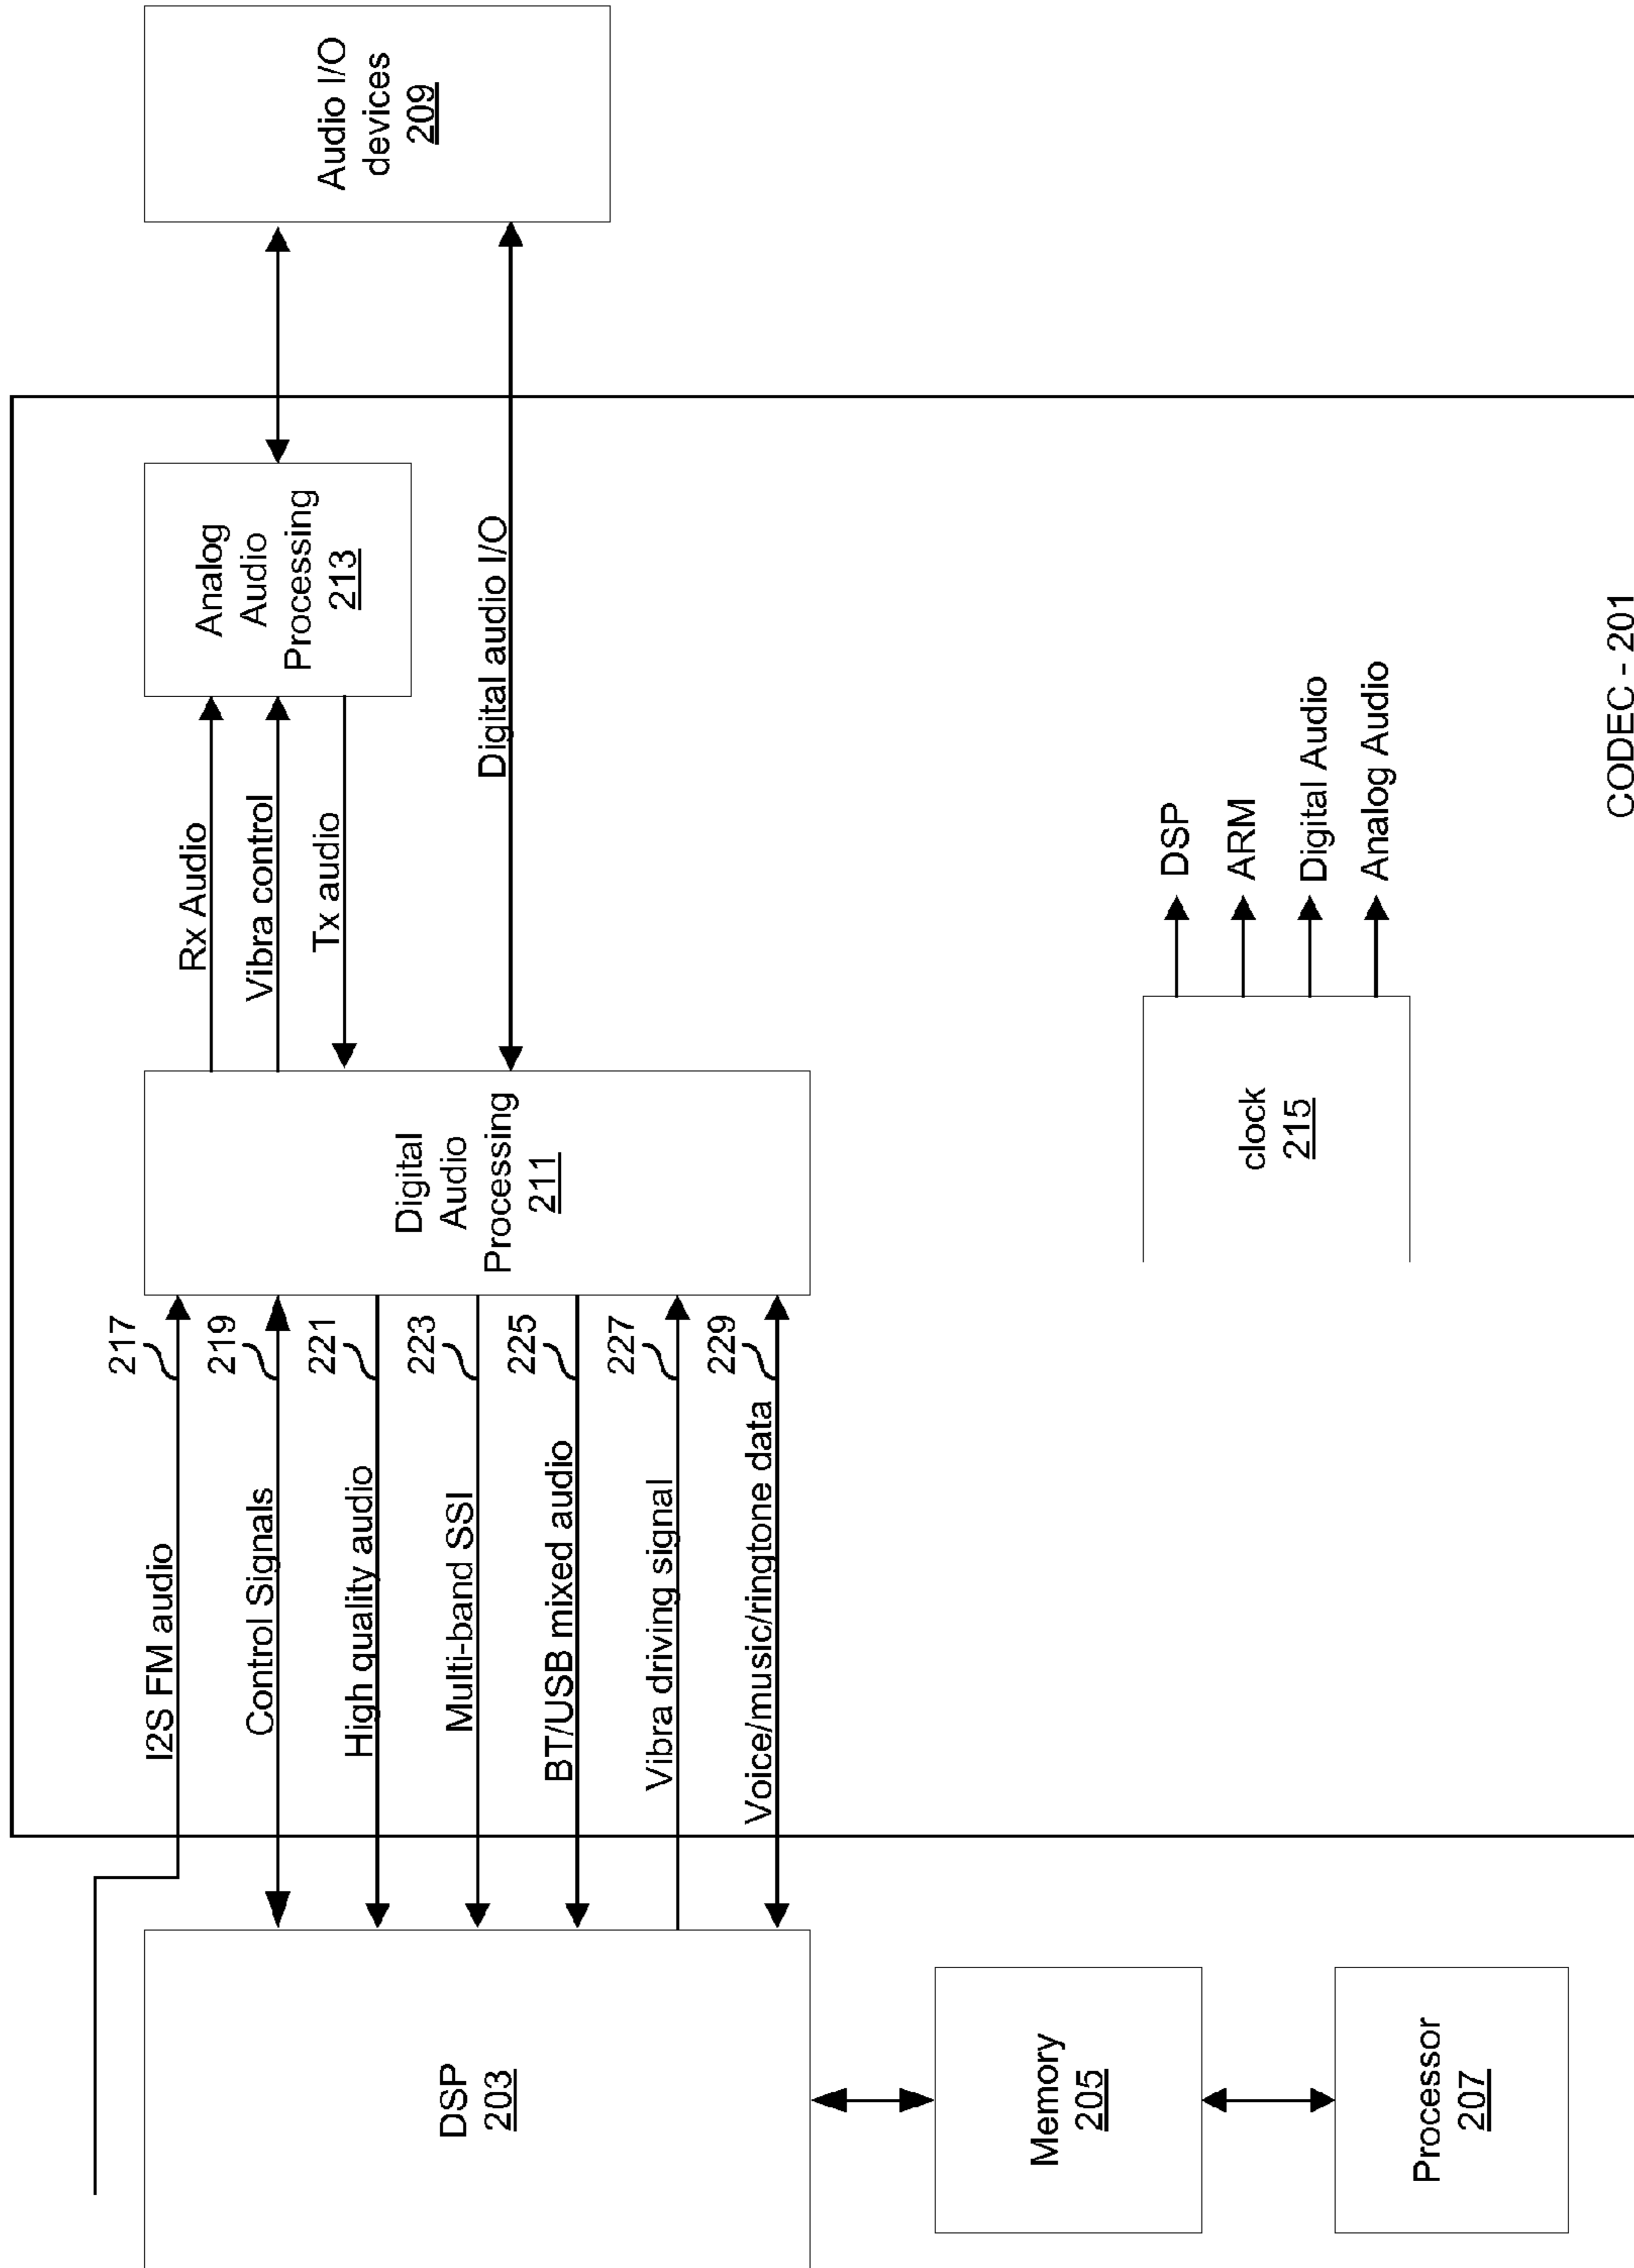 I2S FM audio
217
Control Signals
219
High quality audio
221
Multi-band SSI
223
BT/USB mixed audio
225
Vibra driving signal
227
Voice/music/ringtone data
229
DSP
203
Memory
205
Processor
207
Digital
Audio
Processing
211
Rx Audio
Vibra control
Tx audio
Digital audio I/O
Analog
Audio
Processing
213
Audio I/O
devices
209
clock
215
DSP
ARM
Digital Audio
Analog Audio
CODEC - 201